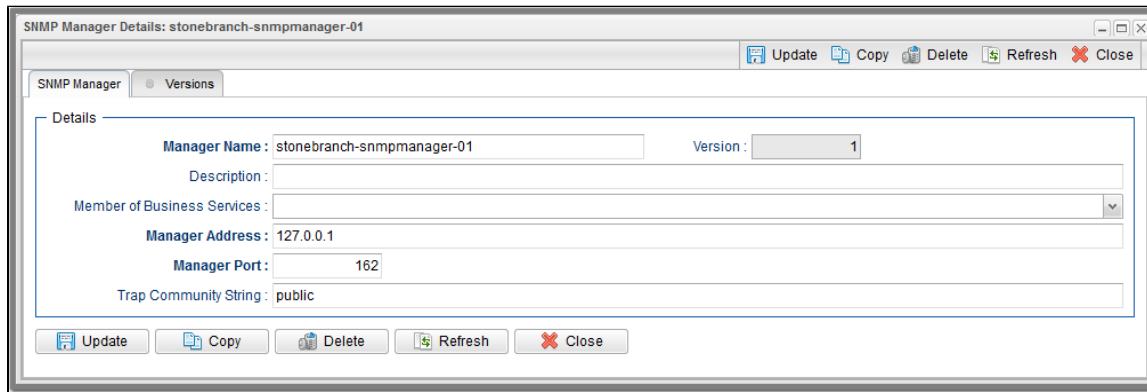 SNMP Manager Details: stonebranch-snmpmanager-01
Update Copy Delete Refresh Close
SNMP Manager Versions
Details
Manager Name : stonebranch-snmpmanager-01 Version : 1
Description :
Member of Business Services :
Manager Address : 127.0.0.1
Manager Port : 162
Trap Community String : public
Update Copy Delete Refresh Close